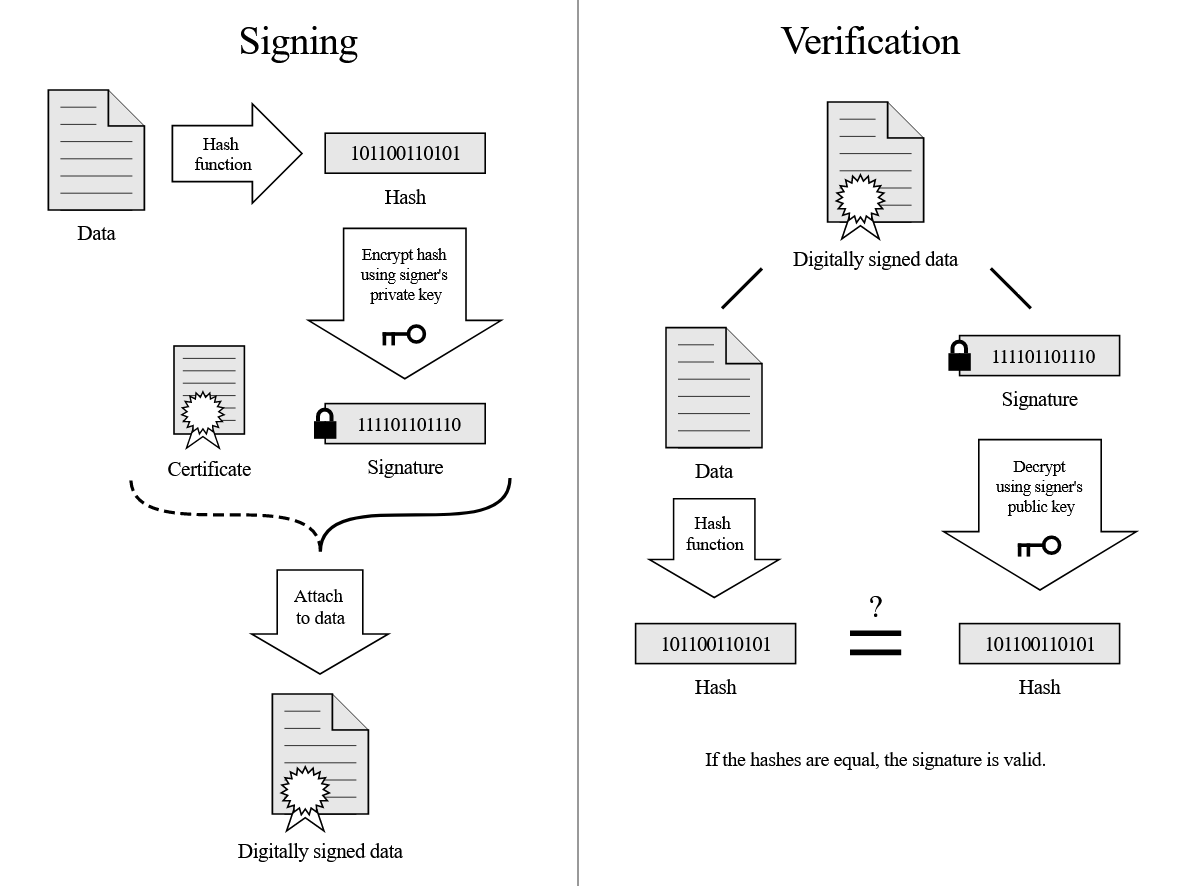 Signing
Hash
function
101100110101
Hash
Data
Encrypt hash
using signer's
private key
111101101110
Certificate
Signature
Attach
to data
Digitally signed data
Verification
Digitally signed data
111101101110
Signature
Data
Decrypt
using signer's
public key
Hash
function
?
101100110101
101100110101
Hash
Hash
If the hashes are equal, the signature is valid.